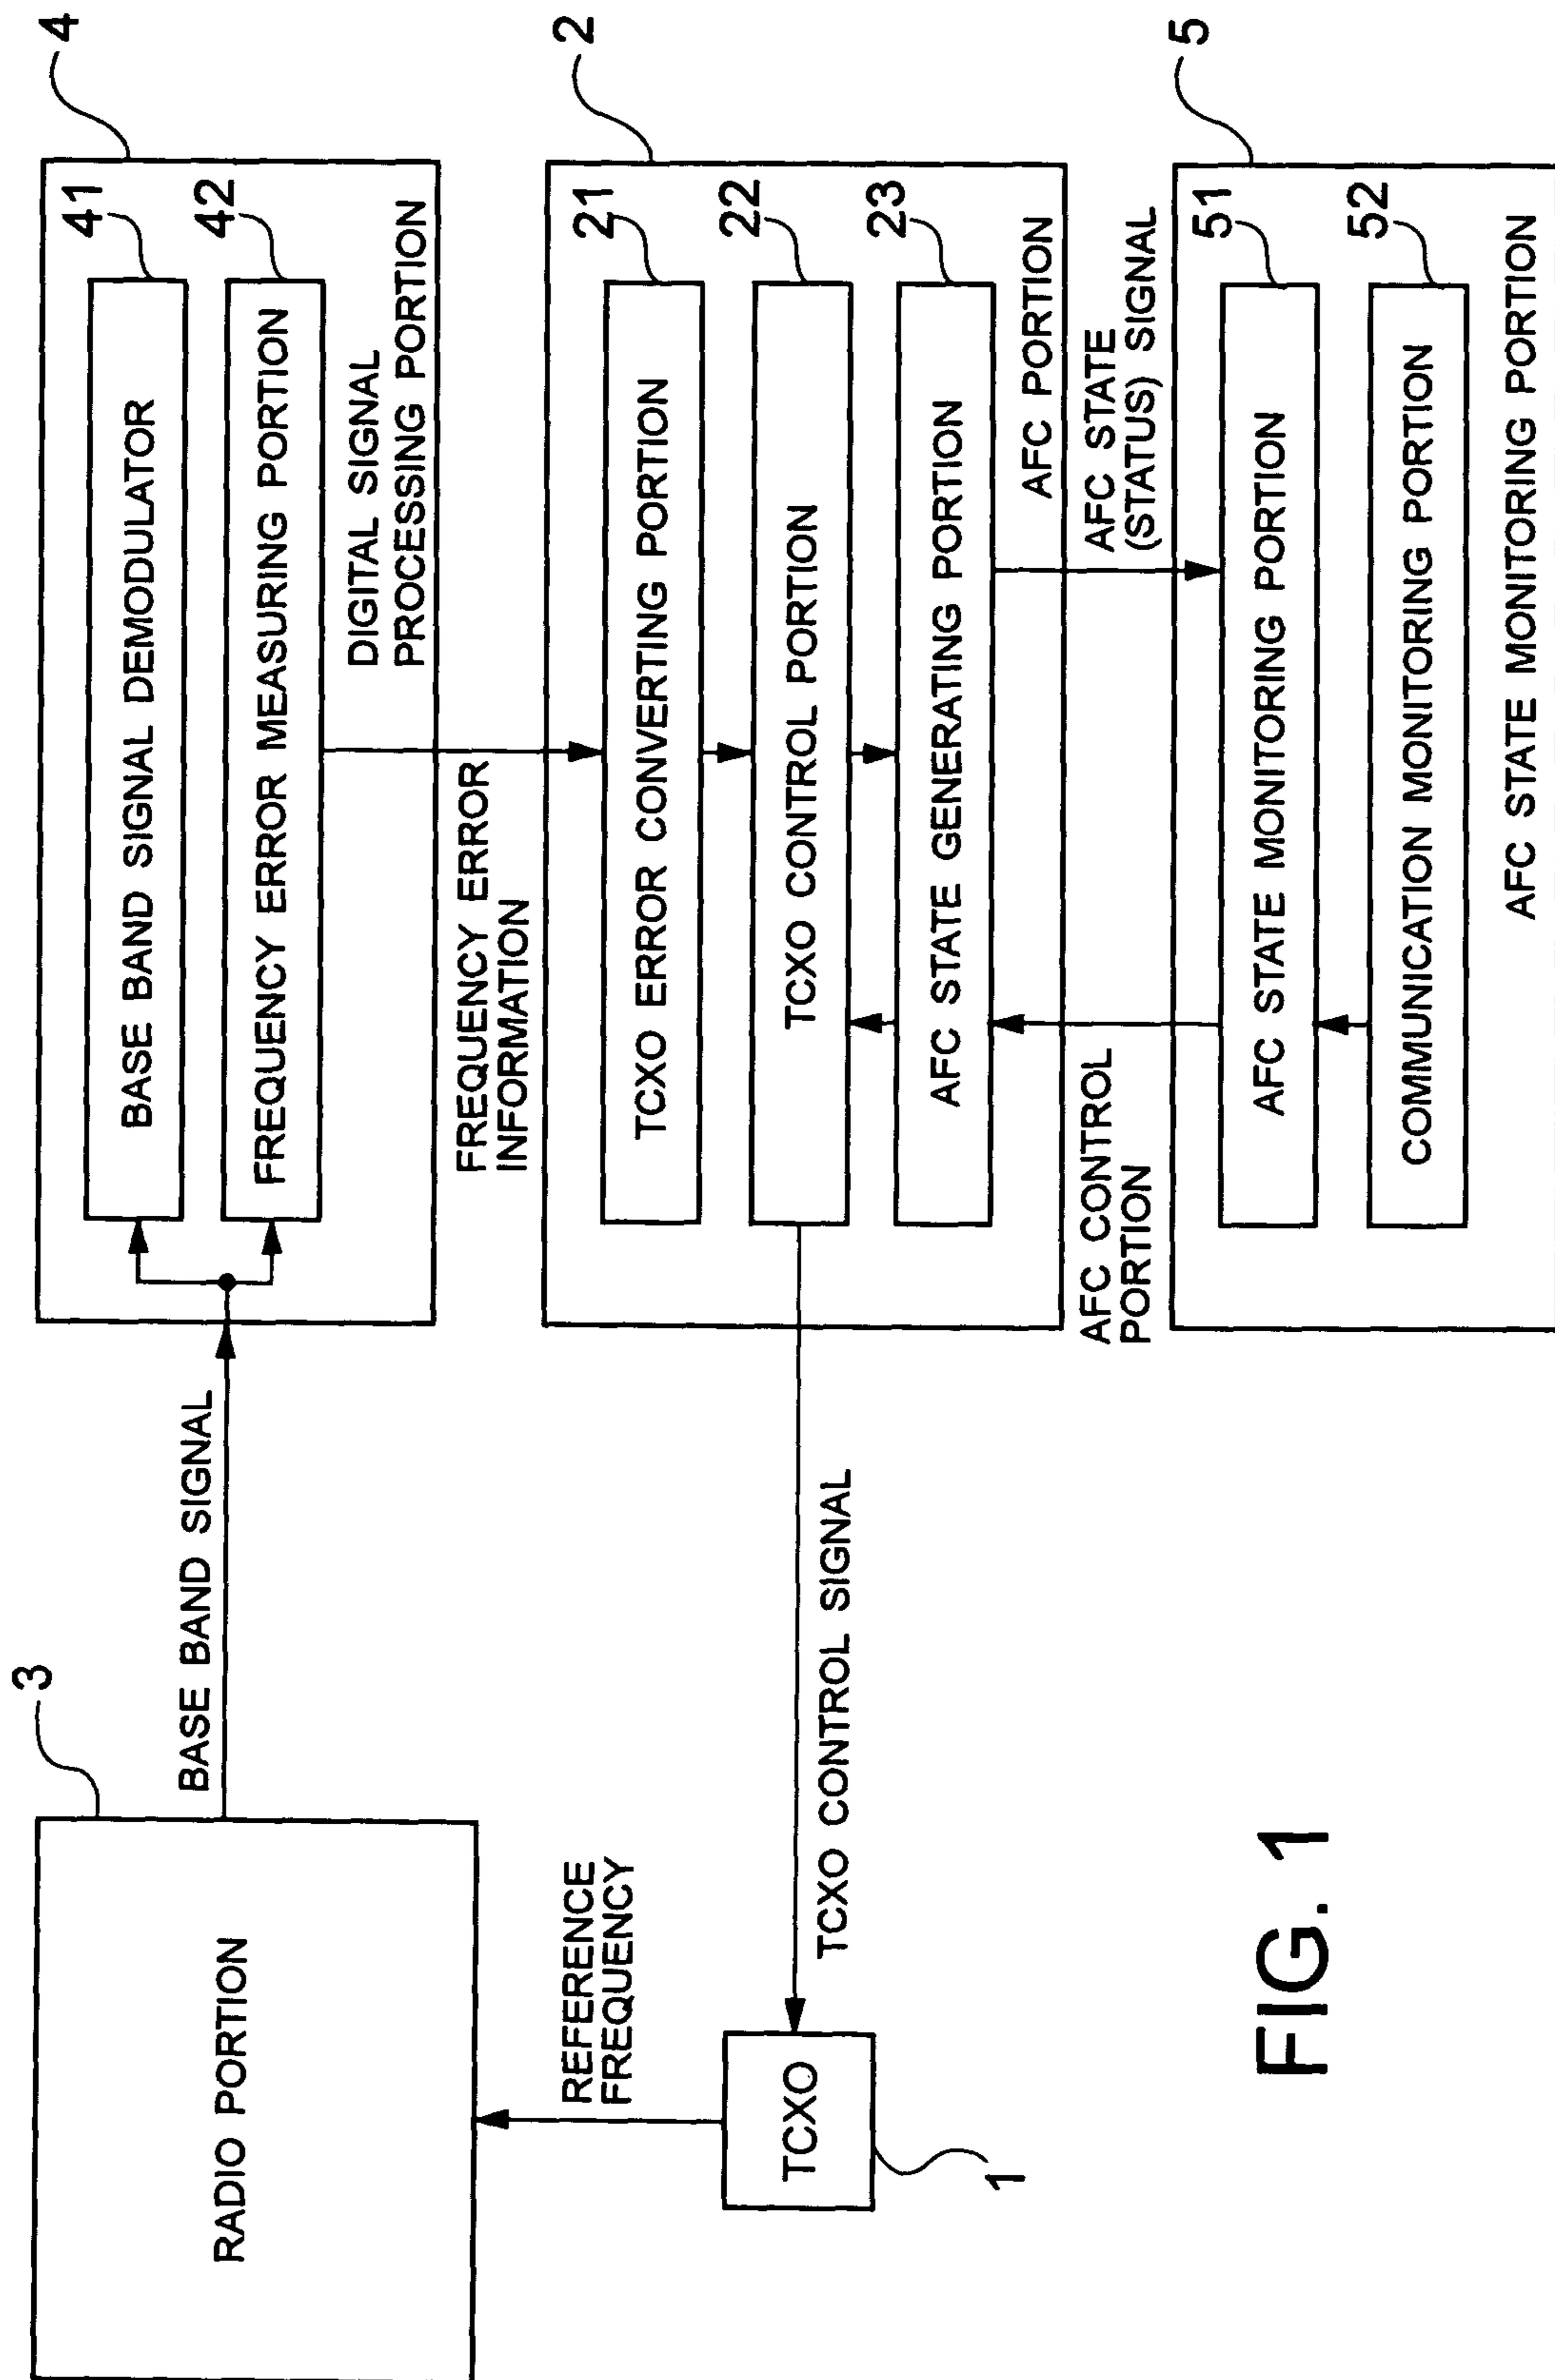 3
RADIO PORTION
BASE BAND SIGNAL
4
BASE BAND SIGNAL DEMODULATOR
41
FREQUENCY ERROR MEASURING PORTION
42
DIGITAL SIGNAL
PROCESSING PORTION
REFERENCE
FREQUENCY
TCXO
1
TCXO CONTROL SIGNAL
FREQUENCY ERROR
INFORMATION
2
TCXO ERROR CONVERTING PORTION
21
TCXO CONTROL PORTION
22
AFC STATE GENERATING PORTION
23
AFC PORTION
AFC CONTROL
PORTION
AFC STATE
(STATUS) SIGNAL
5
AFC STATE MONITORING PORTION
51
COMMUNICATION MONITORING PORTION
52
AFC STATE MONITORING PORTION
FIG. 1